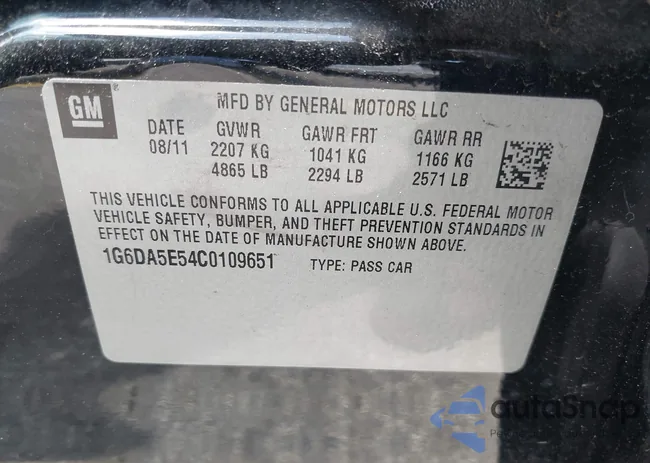 GM
MFD BY GENERAL MOTORS LLC
DATE GVWR GAWR FRT GAWR RR
08/11 2207 KG 1041 KG 1166 KG
4865 LB 2294 LB 2571 LB
THIS VEHICLE CONFORMS TO ALL APPLICABLE U.S. FEDERAL MOTOR
VEHICLE SAFETY, BUMPER, AND THEFT PREVENTION STANDARDS IN
EFFECT ON THE DATE OF MANUFACTURE SHOWN ABOVE.
1G6DA5E54C0109651 TYPE: PASS CAR
autoSnap